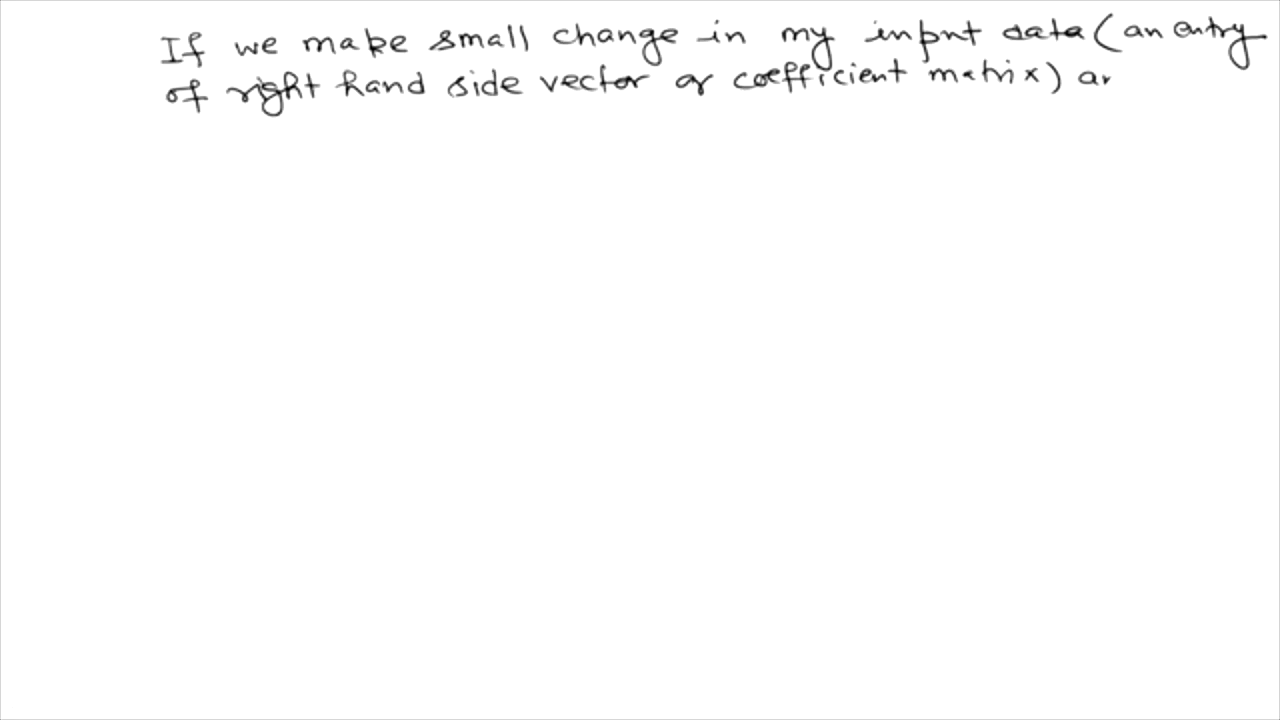 If we make small change in my input data (an entry
of right hand side vector or coefficient matrix) an